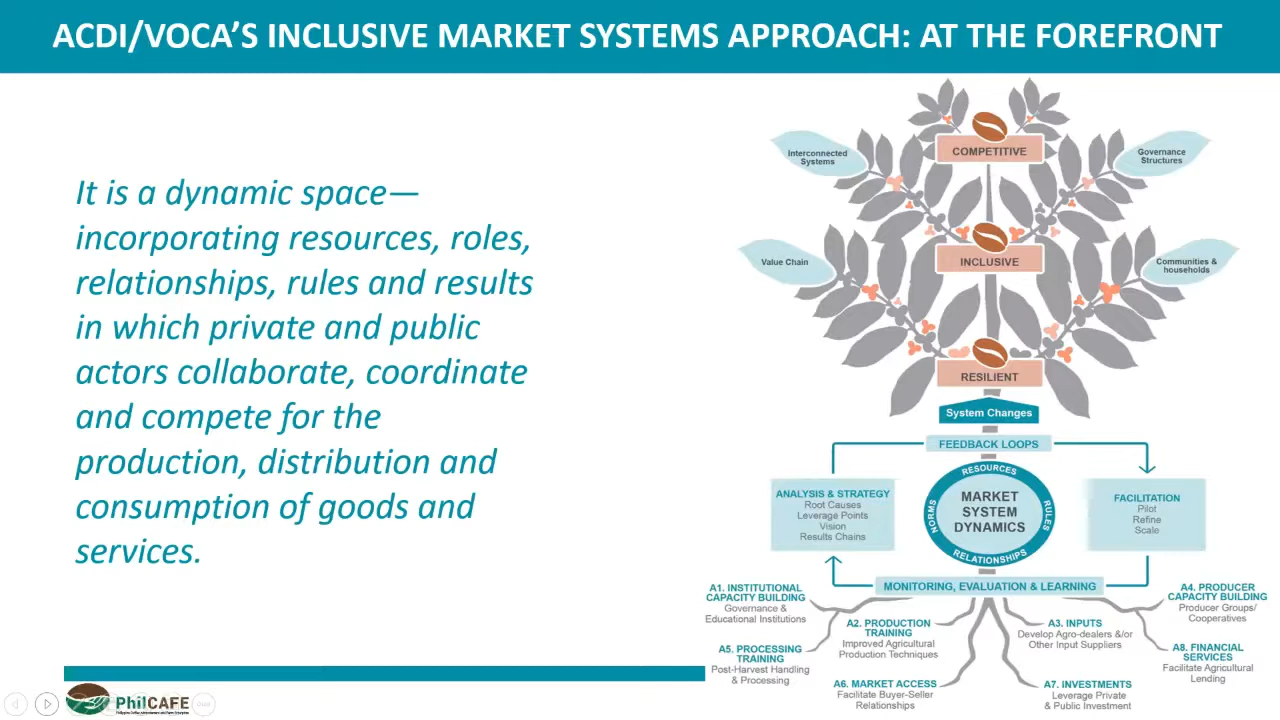 ACDI/VOCA’S INCLUSIVE MARKET SYSTEMS APPROACH: AT THE FOREFRONT
It is a dynamic space—
incorporating resources, roles,
relationships, rules and results
in which private and public
actors collaborate, coordinate
and compete for the
production, distribution and
consumption of goods and
services.
COMPETITIVE
Interconnected
Systems
Governance
Structures
INCLUSIVE
Value Chain
Communities &
households
RESILIENT
System Changes
FEEDBACK LOOPS
ANALYSIS & STRATEGY
Root Causes
Leverage Points
Vision
Results Chains
RESOURCES
NORMS
MARKET
SYSTEM
DYNAMICS
RULES
RELATIONSHIPS
FACILITATION
Pilot
Refine
Scale
MONITORING, EVALUATION & LEARNING
A1. INSTITUTIONAL
CAPACITY BUILDING
Governance &
Educational Institutions
A2. PRODUCTION
TRAINING
Improved Agricultural
Production Techniques
A3. INPUTS
Develop Agro-dealers &/or
Other Input Suppliers
A4. PRODUCER
CAPACITY BUILDING
Producer Groups/
Cooperatives
A5. PROCESSING
TRAINING
Post-Harvest Handling
& Processing
A6. MARKET ACCESS
Facilitate Buyer-Seller
Relationships
A7. INVESTMENTS
Leverage Private
& Public Investment
A8. FINANCIAL
SERVICES
Facilitate Agricultural
Lending
PhilCAFE